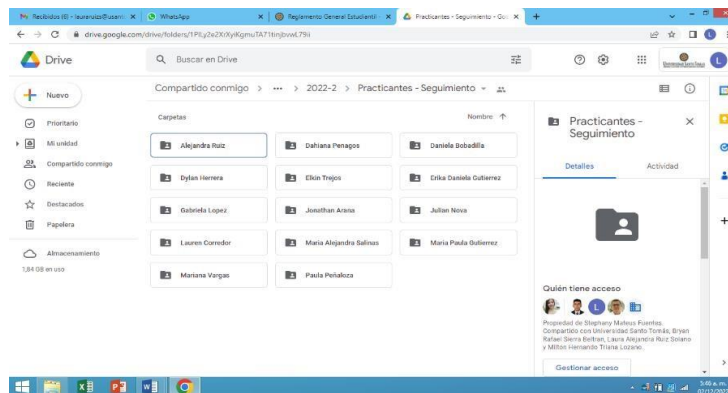 Recibidos (6) - lauraruizs@usant
WhatsApp
Reglamento General Estudiantil -
Practicantes - Seguimiento - Go
drive.google.com/drive/folders/
Drive
Buscar en Drive
Nuevo
Prioritario
Mi unidad
Compartido conmigo
Reciente
Destacados
Papelera
Almacenamiento
1,84 GB en uso
Compartido conmigo > ... > 2022-2 > Practicantes - Seguimiento
Carpetas
Nombre
Alejandra Ruiz
Dahiana Penagos
Daniela Bobadilla
Dylan Herrera
Elkin Trejos
Erika Daniela Gutierrez
Gabriela Lopez
Jonathan Arana
Julian Nova
Lauren Corredor
Maria Alejandra Salinas
Maria Paula Gutierrez
Mariana Vargas
Paula Peñaloza
Practicantes -
Seguimiento
Detalles
Actividad
Quién tiene acceso
L
Propiedad de Stephany Mateus Fuentes.
Compartido con Universidad Santo Tomás, Bryan
Rafael Sierra Beltran, Laura Alejandra Ruiz Solano
y Milton Hernando Triana Lozano.
Gestionar acceso
3:46 a. m.